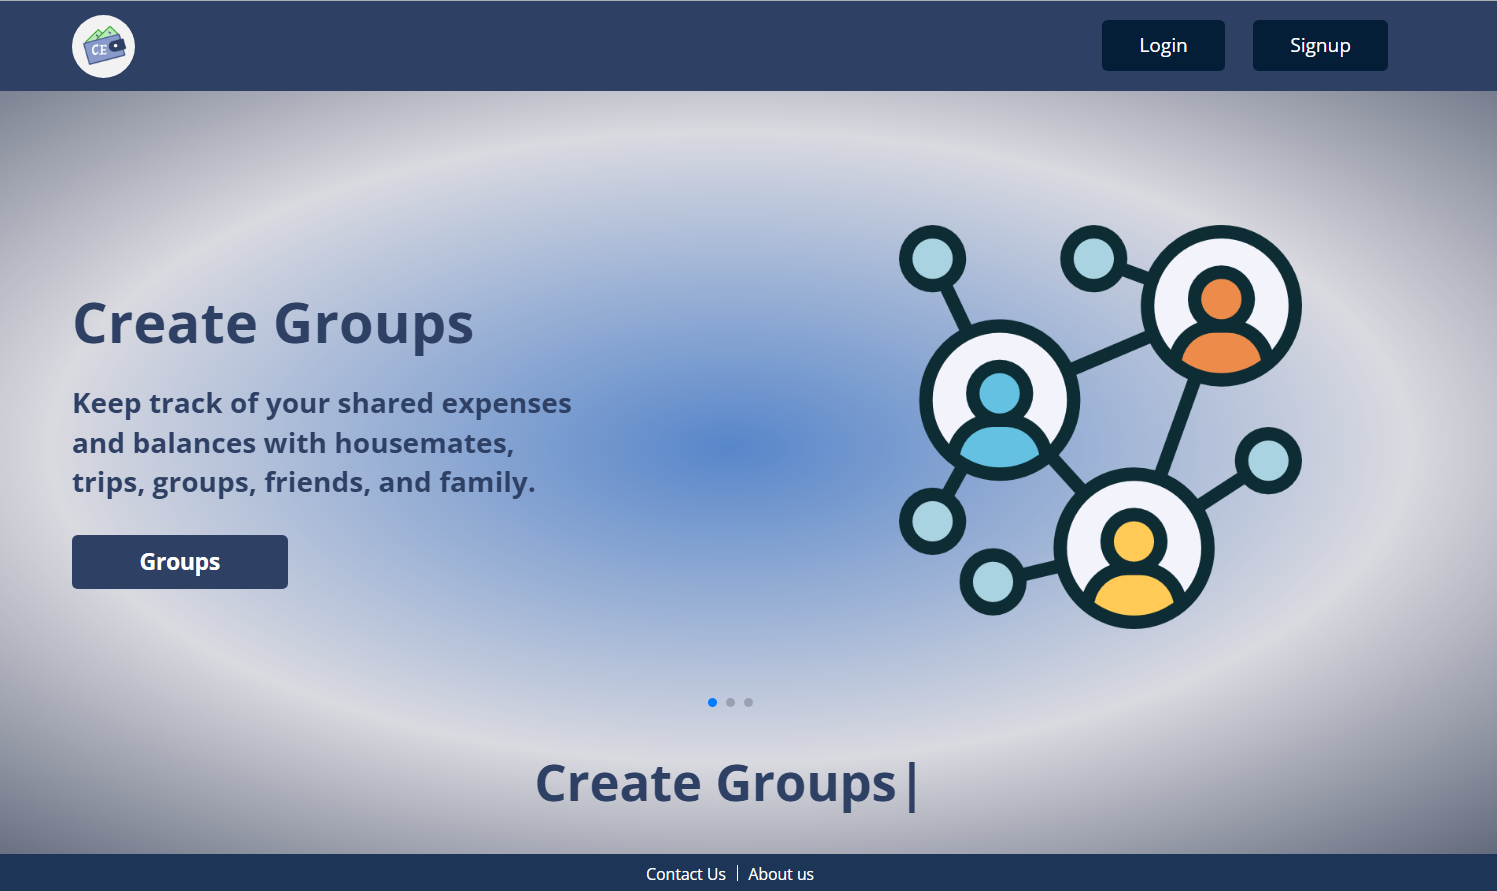 CE
Login
Signup
Create Groups
Keep track of your shared expenses
and balances with housemates,
trips, groups, friends, and family.
Groups
Create Groups|
Contact Us
About us